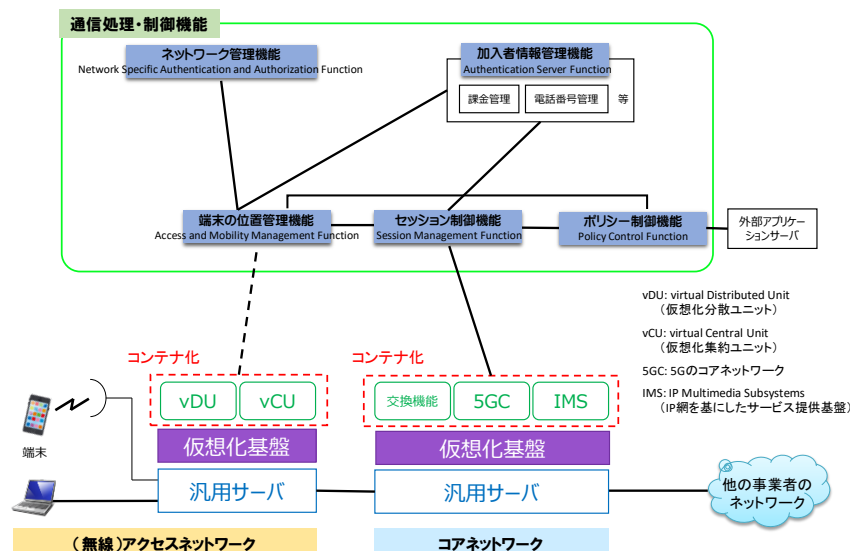 通信処理・制御機能
ネットワーク管理機能
Network Specific Authentication and Authorization Function
加入者情報管理機能
Authentication Server Function
課金管理
電話番号管理
等
端末の位置管理機能
Access and Mobility Management Function
セッション制御機能
Session Management Function
ポリシー制御機能
Policy Control Function
外部アプリケー
ションサーバ
vDU: virtual Distributed Unit
(仮想化分散ユニット)
vCU: virtual Central Unit
(仮想化集約ユニット)
5GC: 5Gのコアネットワーク
IMS: IP Multimedia Subsystems
(IP網を基にしたサービス提供基盤)
コンテナ化
コンテナ化
vDU
vCU
交換機能
5GC
IMS
仮想化基盤
仮想化基盤
端末
汎用サーバ
汎用サーバ
他の事業者の
ネットワーク
(無線)アクセスネットワーク
コアネットワーク